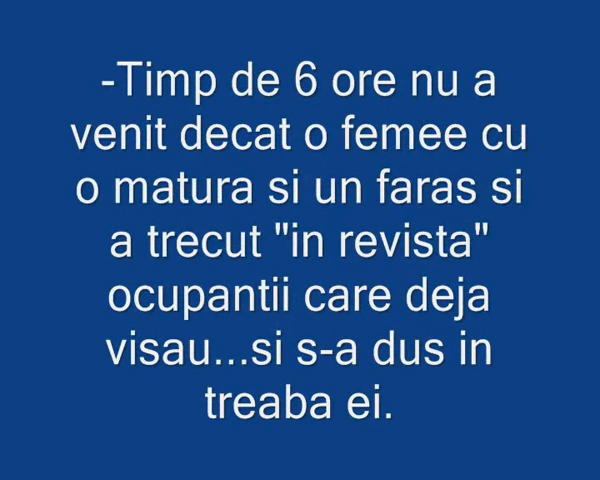 -Timp de 6 ore nu a
venit decat o femee cu
o matura si un faras si
a trecut "in revista"
ocupantii care deja
visau...si s-a dus in
treaba ei.